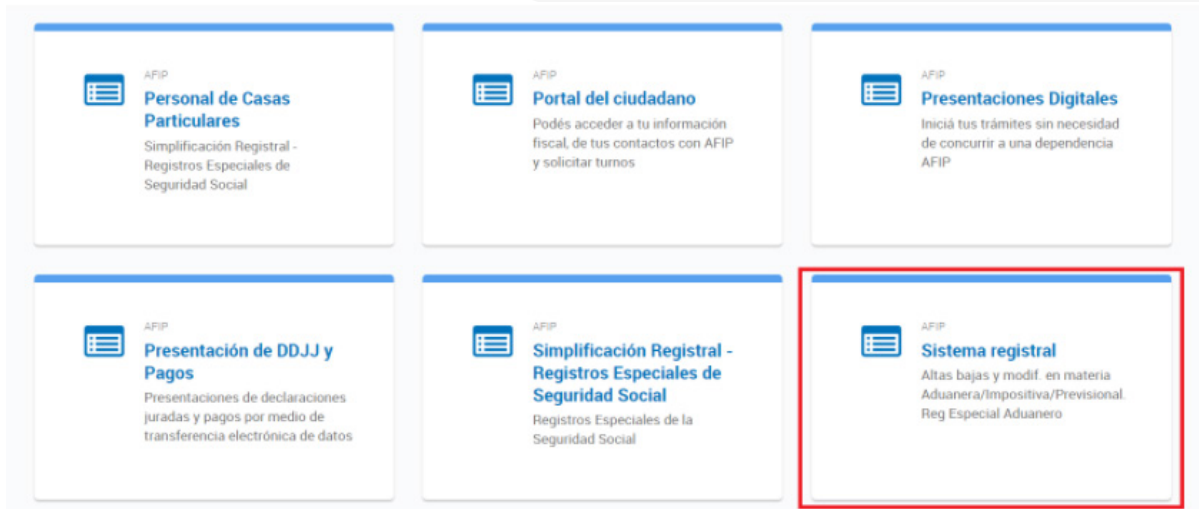 AFIP
Personal de Casas
Particulares
Simplificación Registral -
Registros Especiales de
Seguridad Social
AFIP
Portal del ciudadano
Podés acceder a tu información
fiscal, de tus contactos con AFIP
y solicitar turnos
AFIP
Presentaciones Digitales
Iniciá tus trámites sin necesidad
de concurrir a una dependencia
AFIP
AFIP
Presentación de DDJJ y
Pagos
Presentaciones de declaraciones
juradas y pagos por medio de
transferencia electrónica de datos
AFIP
Simplificación Registral -
Registros Especiales de
Seguridad Social
Registros Especiales de la
Seguridad Social
AFIP
Sistema registral
Altas bajas y modif. en materia
Aduanera/Impositiva/Previsional.
Reg Especial Aduanero